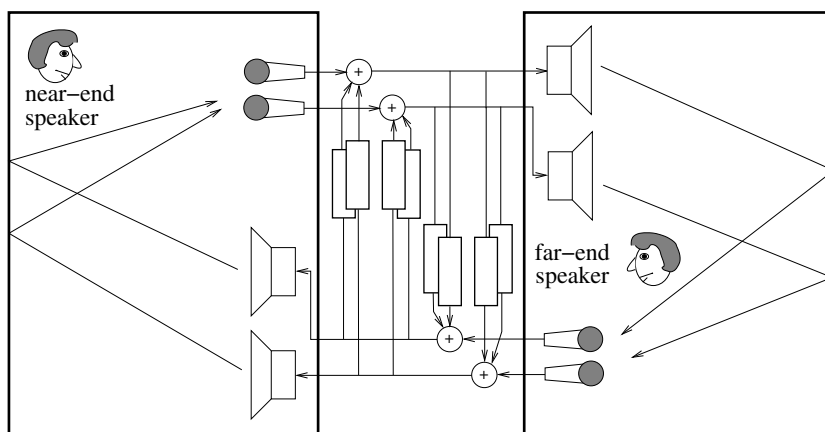 near−end
speaker
+
+
far−end
speaker
+
+